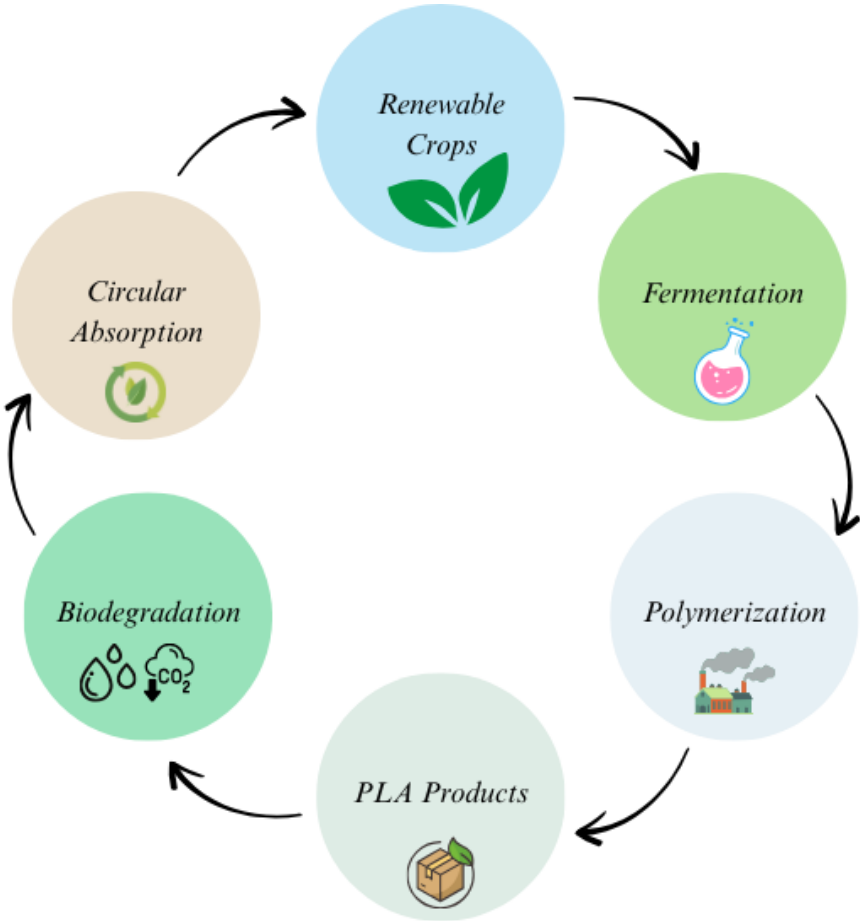 Renewable
Crops
Fermentation
Polymerization
PLA Products
Biodegradation
CO₂
Circular
Absorption